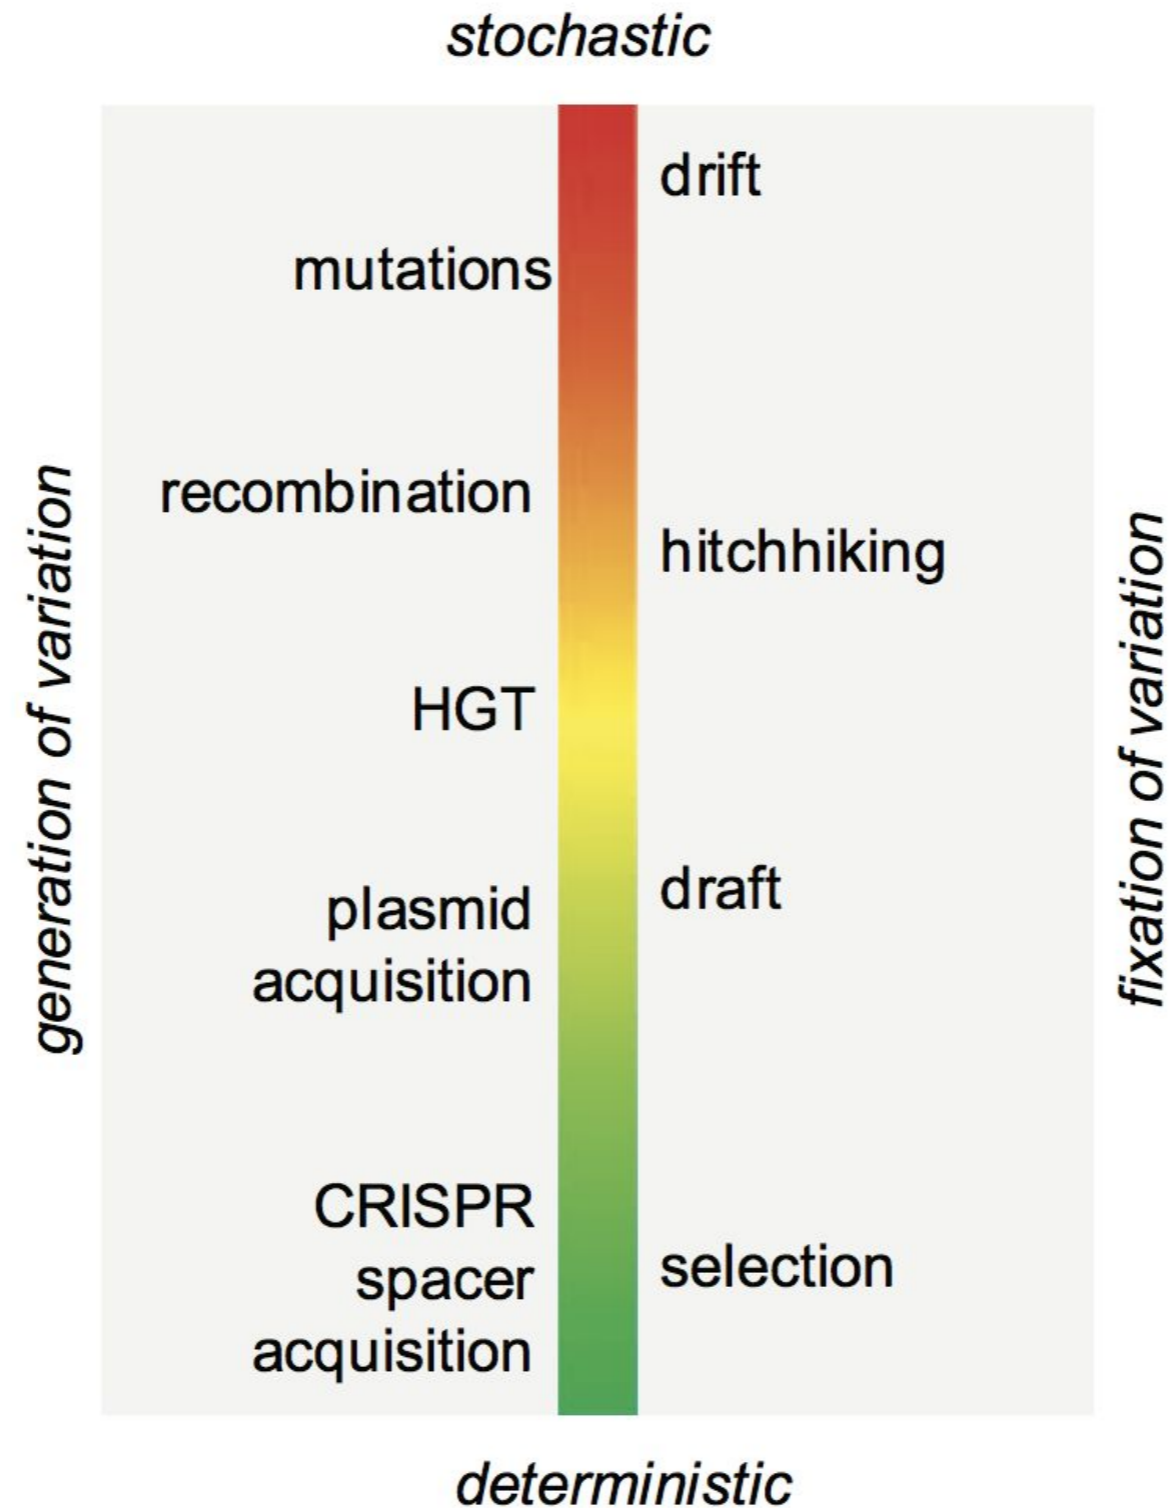 stochastic
drift
mutations
recombination
hitchhiking
HGT
draft
plasmid
acquisition
CRISPR
spacer
acquisition
selection
generation of variation
fixation of variation
deterministic